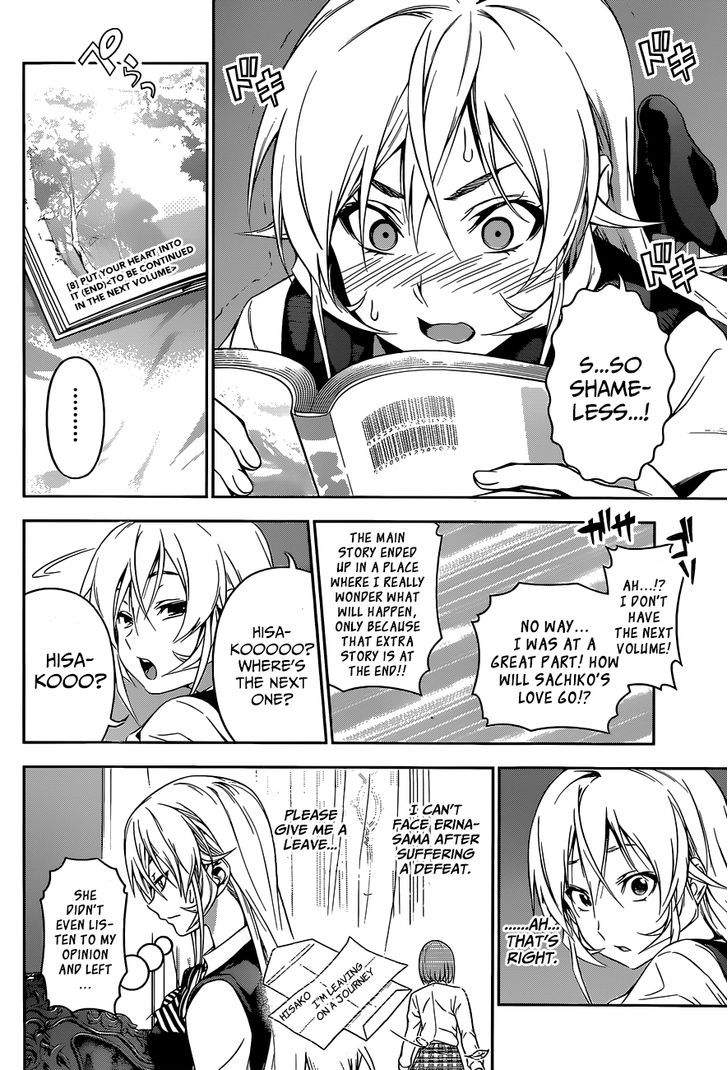 ドキ
ドキ
ドキ
ドキ
S...SO
SHAME-
LESS...!
ぺらっ
[8] PUT YOUR HEART INTO
IT (END)<TO BE CONTINUED
IN THE NEXT VOLUME>
.........
AH...!?
I DON'T
HAVE
THE NEXT
VOLUME!
NO WAY...
I WAS AT A
GREAT PART! HOW
WILL SACHIKO'S
LOVE GO!?
THE MAIN
STORY ENDED
UP IN A PLACE
WHERE I REALLY
WONDER WHAT
WILL HAPPEN,
ONLY BECAUSE
THAT EXTRA
STORY IS AT
THE END!!
HISA-
KOOOOO?
WHERE'S
THE NEXT
ONE?
HISA-
KOOO?
......AH.
THAT'S
RIGHT.
I CAN'T
FACE ERINA-
SAMA AFTER
SUFFERING
A DEFEAT.
PLEASE
GIVE ME A
LEAVE...
I'M LEAVING
ON A JOURNEY
HISAKO
SHE
DIDN'T
EVEN LIS-
TEN TO MY
OPINION
AND LEFT
...